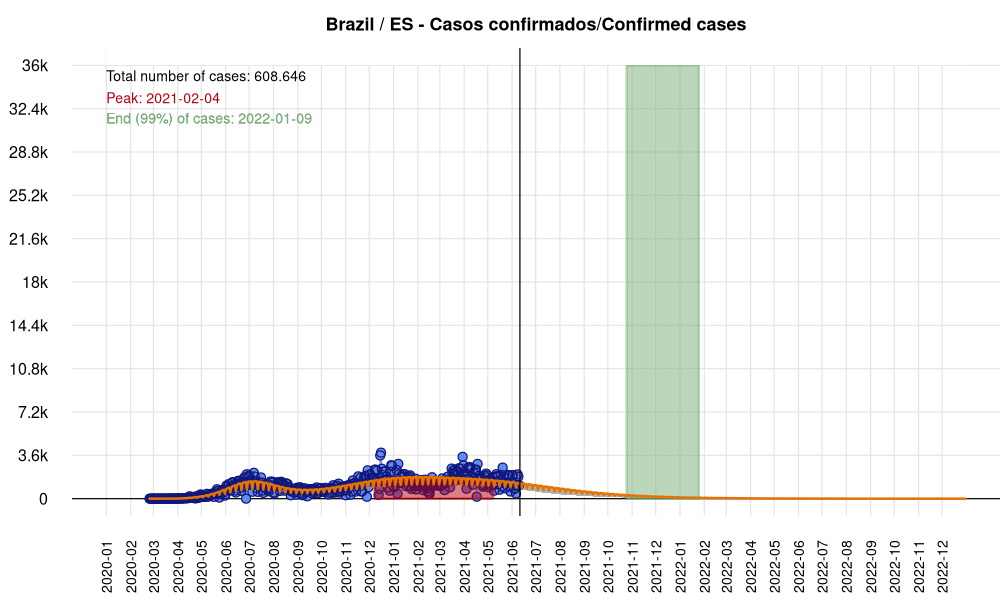 Brazil / ES - Casos confirmados/Confirmed cases
Total number of cases: 608.646
Peak: 2021-02-04
End (99%) of cases: 2022-01-09
36k
32.4k
28.8k
25.2k
21.6k
18k
14.4k
10.8k
7.2k
3.6k
0
2020-01
2020-02
2020-03
2020-04
2020-05
2020-06
2020-07
2020-08
2020-09
2020-10
2020-11
2020-12
2021-01
2021-02
2021-03
2021-04
2021-05
2021-06
2021-07
2021-08
2021-09
2021-10
2021-11
2021-12
2022-01
2022-02
2022-03
2022-04
2022-05
2022-06
2022-07
2022-08
2022-09
2022-10
2022-11
2022-12